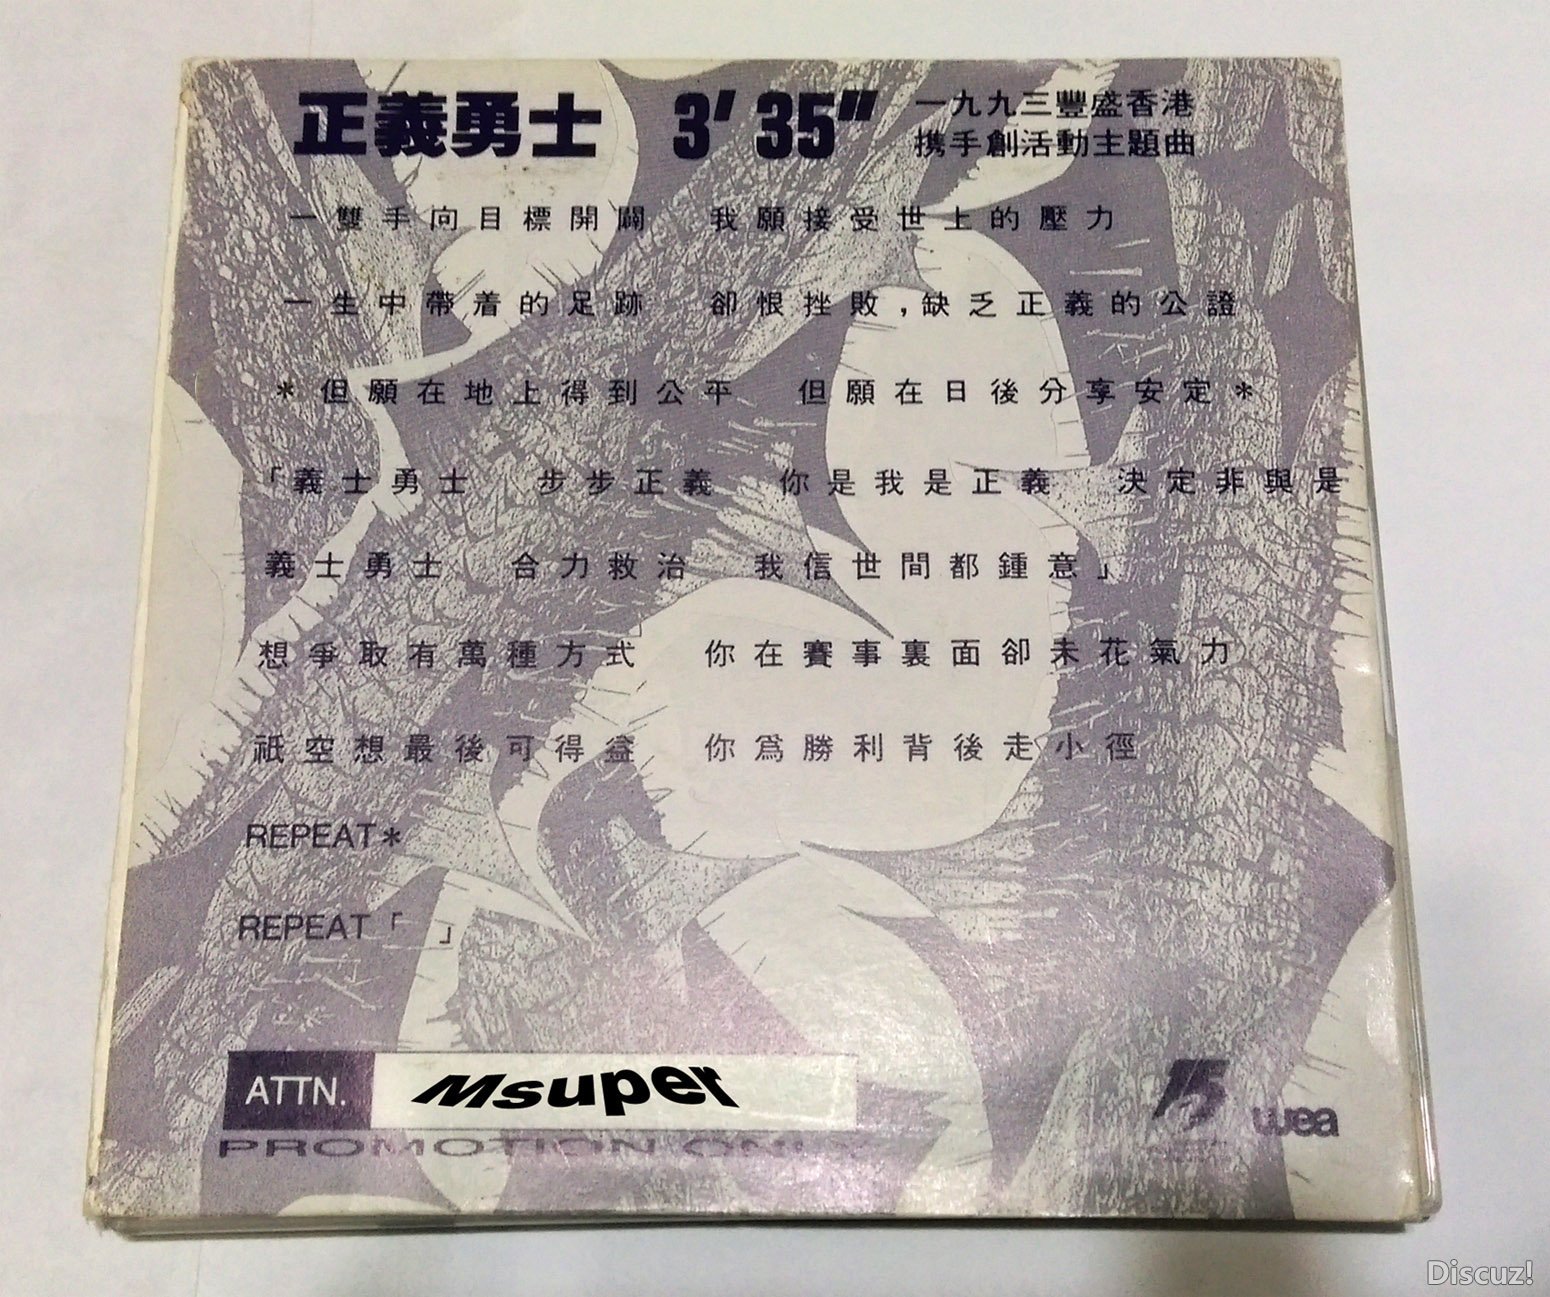 正義勇士 3' 35"
一九九三豐盛香港
携手創活動主題曲
一雙手向目標開闢 我願接受世上的壓力
一生中帶着的足跡 卻恨挫敗，缺乏正義的公證
＊但願在地上得到公平 但願在日後分享安定＊
「義士勇士 步步正義 你是我是正義 決定非與是
義士勇士 合力救治 我信世間都鍾意」
想爭取有萬種方式 你在賽事裏面卻未花氣力
祇空想最後可得益 你爲勝利背後走小徑
REPEAT＊
REPEAT「 」
ATTN. Msuper
PROMOTION ONLY
wea
Discuz!